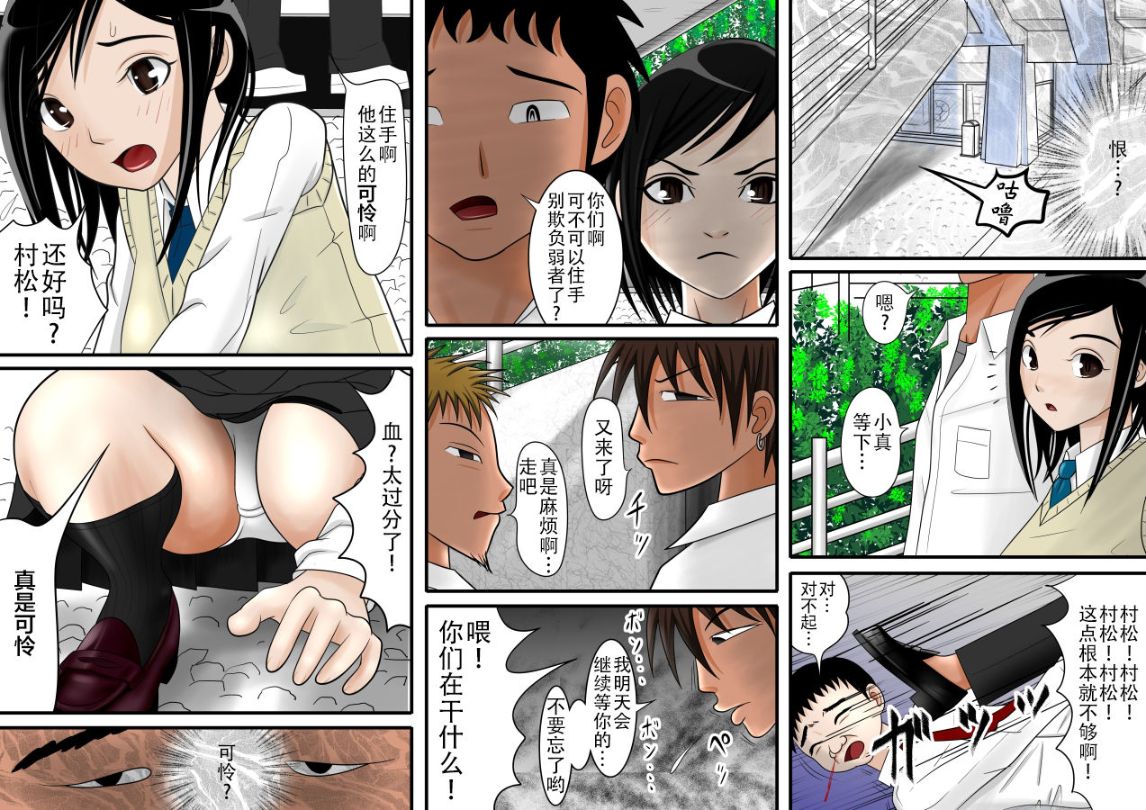 恨…?
咕噜
嗯?
小真
等下…
村松!村松!
村松!村松!
这点根本就不够啊!
对…
对不起…
ガッッ
你们啊
可不可以住手
别欺负弱者了?
又来了呀
チッ
真是麻烦啊…
走吧
ボン…
我明天会
继续等你的…
ボン…
不要忘了哟
ペ
喂!
你们在干什么!
住手啊
他这么的可怜啊
还好吗?
村松!
血?太过分了!
真是可怜
可怜?